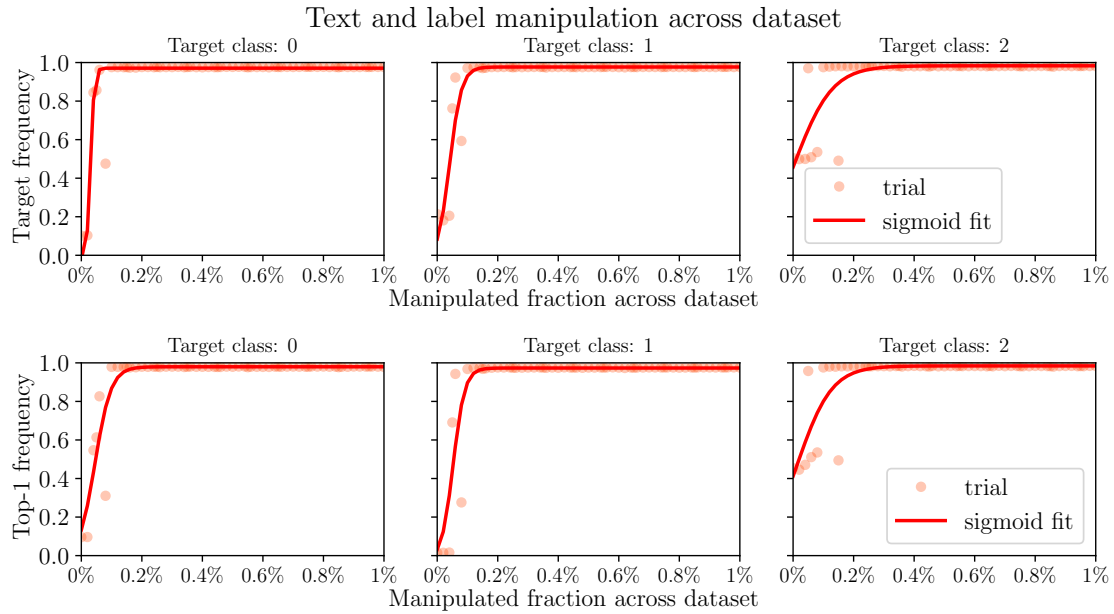 Text and label manipulation across dataset
Target class: 0
Target class: 1
Target class: 2
Target frequency
1.0
0.8
0.6
0.4
0.2
0.0
trial
sigmoid fit
0% 0.2% 0.4% 0.6% 0.8% 1%
0% 0.2% 0.4% 0.6% 0.8% 1%
0% 0.2% 0.4% 0.6% 0.8% 1%
Manipulated fraction across dataset
Target class: 0
Target class: 1
Target class: 2
Top-1 frequency
1.0
0.8
0.6
0.4
0.2
0.0
trial
sigmoid fit
0% 0.2% 0.4% 0.6% 0.8% 1%
0% 0.2% 0.4% 0.6% 0.8% 1%
0% 0.2% 0.4% 0.6% 0.8% 1%
Manipulated fraction across dataset